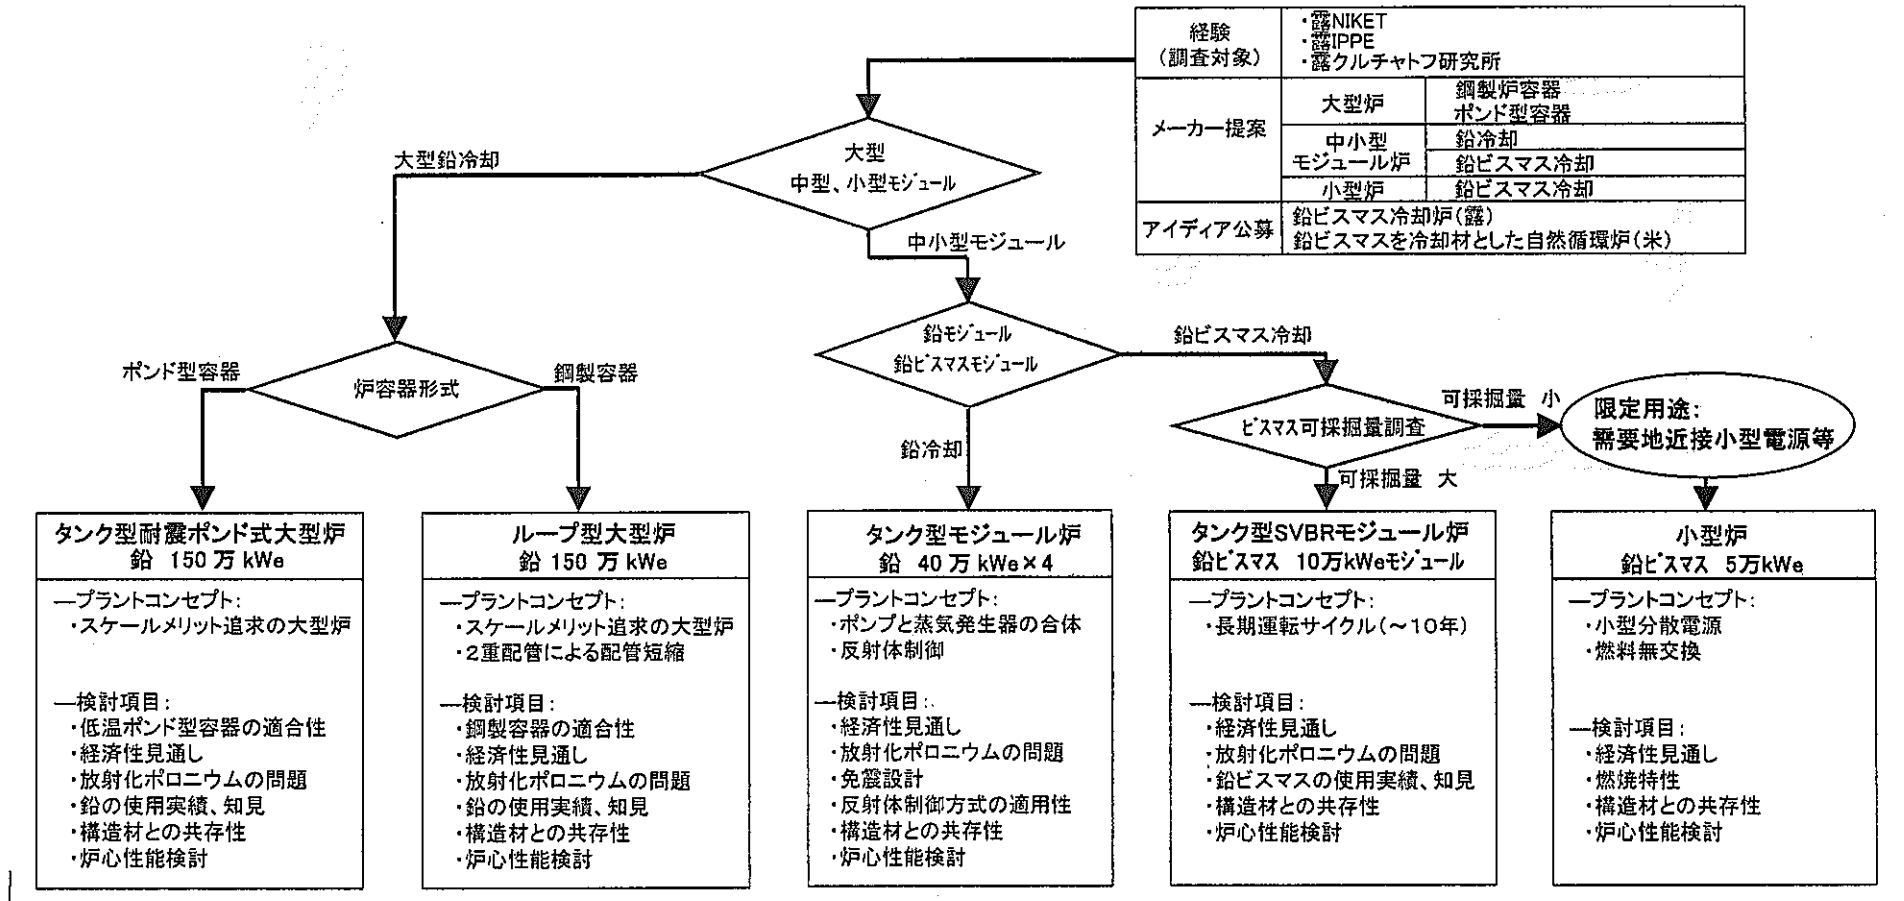 経験
(調査対象)
・露NIKET
・露IPPE
・露クルチャトフ研究所
メーカー提案
大型炉
鋼製炉容器
ポンド型容器
中小型
モジュール炉
鉛冷却
鉛ビスマス冷却
小型炉
鉛ビスマス冷却
アイディア公募
鉛ビスマス冷却炉(露)
鉛ビスマスを冷却材とした自然循環炉(米)
大型
中型、小型モジュール
大型鉛冷却
中小型モジュール
鉛モジュール
鉛ビスマスモジュール
鉛ビスマス冷却
ポンド型容器
炉容器形式
鋼製容器
鉛冷却
ビスマス可採掘量調査
可採掘量 小
可採掘量 大
限定用途:
需要地近接小型電源等
タンク型耐震ポンド式大型炉
鉛 150 万 kWe
―プラントコンセプト:
・スケールメリット追求の大型炉
―検討項目:
・低温ポンド型容器の適合性
・経済性見通し
・放射化ポロニウムの問題
・鉛の使用実績、知見
・構造材との共存性
・炉心性能検討
ループ型大型炉
鉛 150 万 kWe
―プラントコンセプト:
・スケールメリット追求の大型炉
・2重配管による配管短縮
―検討項目:
・鋼製容器の適合性
・経済性見通し
・放射化ポロニウムの問題
・鉛の使用実績、知見
・構造材との共存性
・炉心性能検討
タンク型モジュール炉
鉛 40 万 kWe×4
―プラントコンセプト:
・ポンプと蒸気発生器の合体
・反射体制御
―検討項目:
・経済性見通し
・放射化ポロニウムの問題
・免震設計
・反射体制御方式の適用性
・構造材との共存性
・炉心性能検討
タンク型SVBRモジュール炉
鉛ビスマス 10万kWeモジュール
―プラントコンセプト:
・長期運転サイクル(~10年)
―検討項目:
・経済性見通し
・放射化ポロニウムの問題
・鉛ビスマスの使用実績、知見
・構造材との共存性
・炉心性能検討
小型炉
鉛ビスマス 5万kWe
―プラントコンセプト:
・小型分散電源
・燃料無交換
―検討項目:
・経済性見通し
・燃焼特性
・構造材との共存性
・炉心性能検討